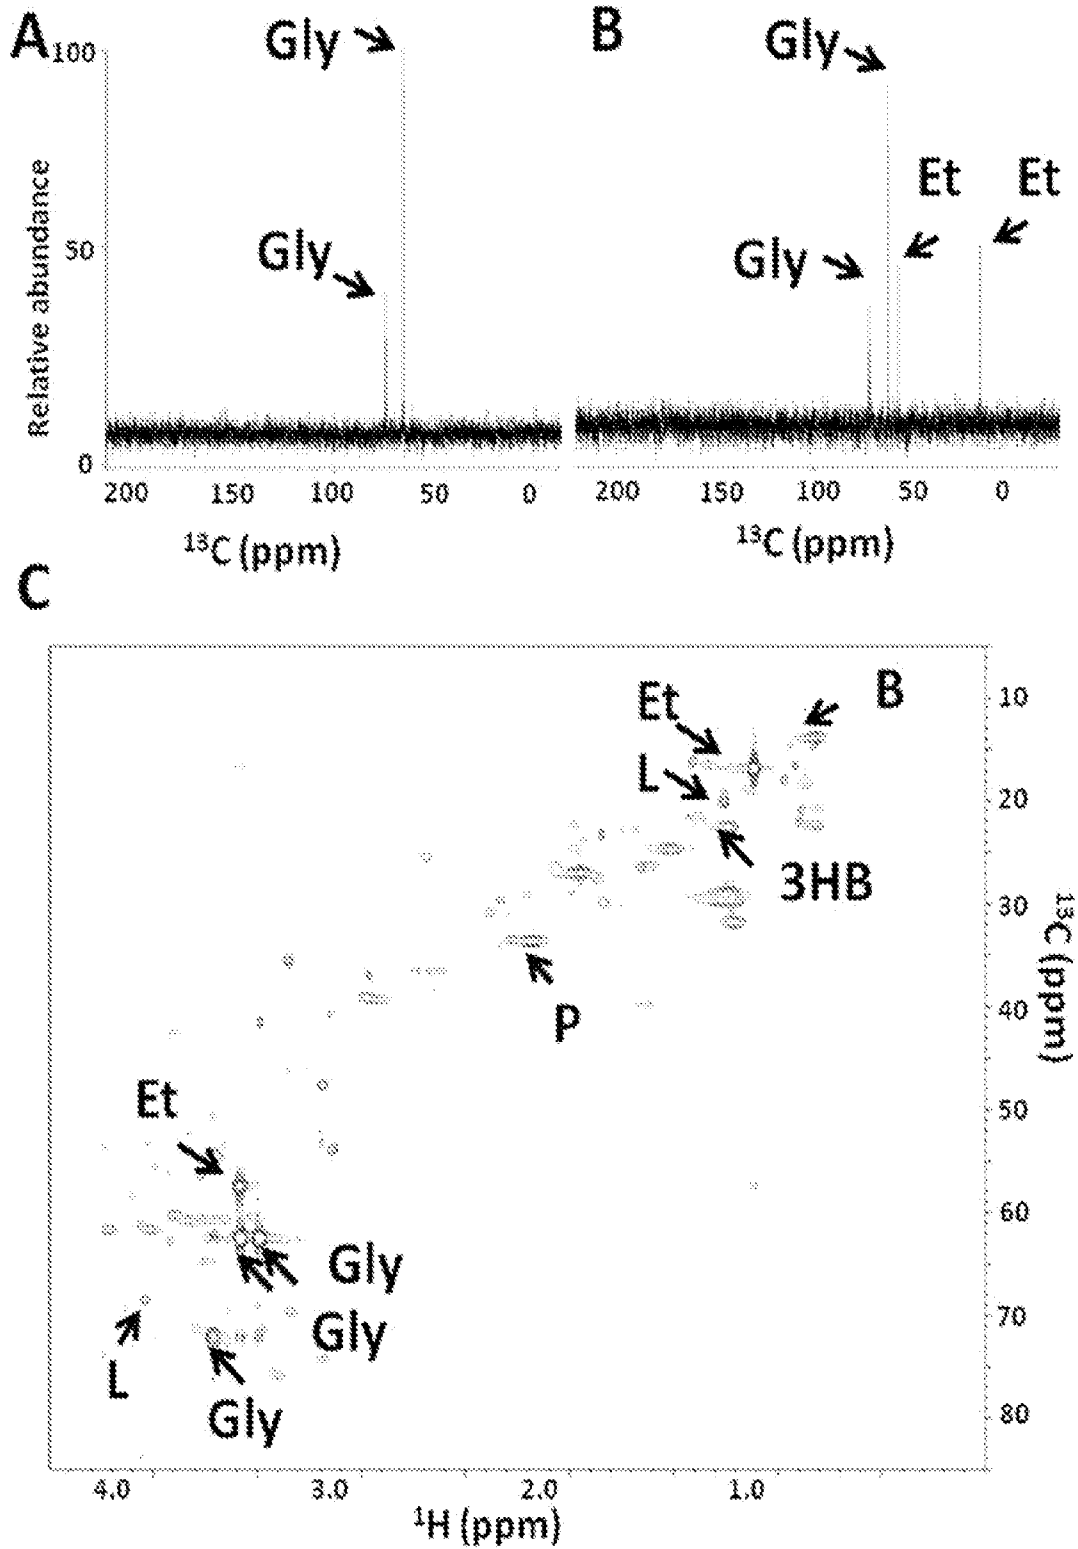 A
B
100
50
0
Relative abundance
Gly
Gly
200 150 100 50 0
¹³C (ppm)
Gly
Et
Et
Gly
200 150 100 50 0
¹³C (ppm)
C
Et
B
L
3HB
P
Et
Gly
Gly
L
Gly
10
20
30
40
50
60
70
80
¹³C (ppm)
4.0 3.0 2.0 1.0
¹H (ppm)